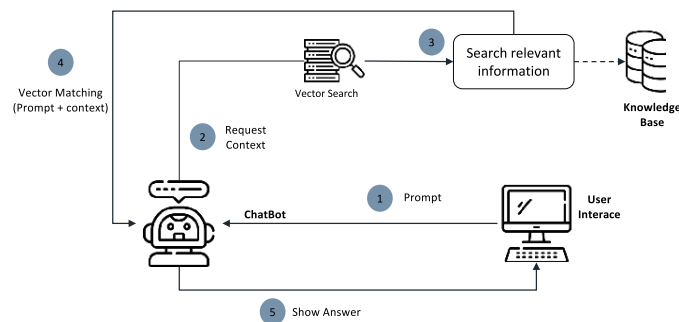 3
Search relevant
information
4
Vector Matching
(Prompt + context)
Vector Search
Knowledge
Base
2
Request
Context
1
Prompt
ChatBot
User
Interace
5
Show Answer